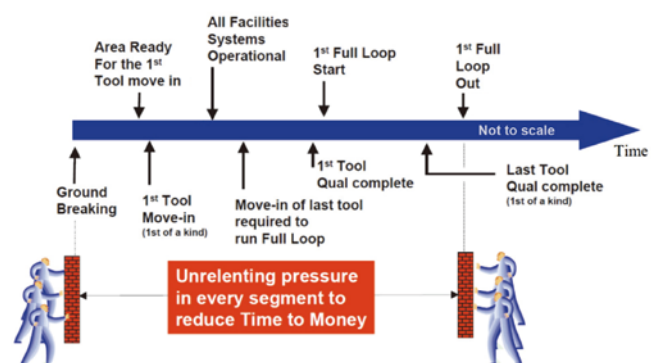 Area Ready
For the 1st
Tool move in
All Facilities
Systems
Operational
1st Full Loop
Start
1st Full
Loop
Out
Not to scale
Time
Ground
Breaking
1st Tool
Move-in
(1st of a kind)
Move-in of last tool
required to
run Full Loop
1st Tool
Qual complete
Last Tool
Qual complete
(1st of a kind)
Unrelenting pressure
in every segment to
reduce Time to Money